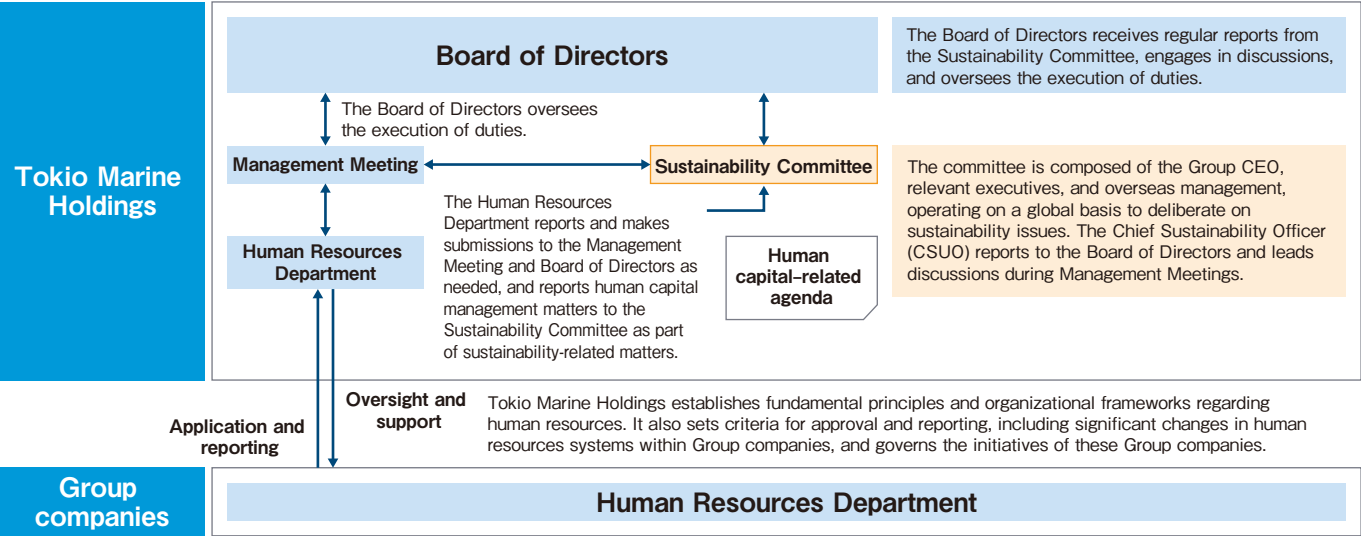 Tokio Marine
Holdings
Board of Directors
The Board of Directors receives regular reports from
the Sustainability Committee, engages in discussions,
and oversees the execution of duties.
The Board of Directors oversees
the execution of duties.
Management Meeting
Sustainability Committee
The committee is composed of the Group CEO,
relevant executives, and overseas management,
operating on a global basis to deliberate on
sustainability issues. The Chief Sustainability Officer
(CSUO) reports to the Board of Directors and leads
discussions during Management Meetings.
Human Resources
Department
The Human Resources
Department reports and makes
submissions to the Management
Meeting and Board of Directors as
needed, and reports human capital
management matters to the
Sustainability Committee as part
of sustainability-related matters.
Human
capital–related
agenda
Application and
reporting
Oversight and
support
Tokio Marine Holdings establishes fundamental principles and organizational frameworks regarding
human resources. It also sets criteria for approval and reporting, including significant changes in human
resources systems within Group companies, and governs the initiatives of these Group companies.
Group
companies
Human Resources Department